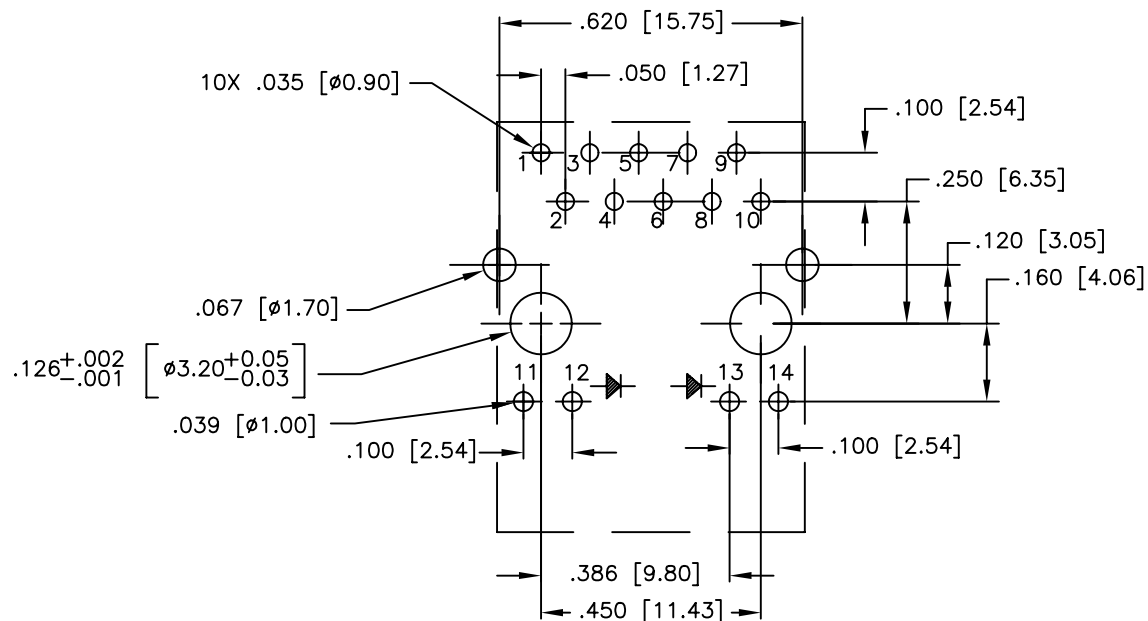 .620 [15.75]
.050 [1.27]
10X .035 [ø0.90]
.100 [2.54]
1 3 5 7 9
.250 [6.35]
2 4 6 8 10
.120 [3.05]
.160 [4.06]
.067 [ø1.70]
.126 +.002 -.001 [ø3.20 +0.05 -0.03]
11 12 13 14
.039 [ø1.00]
.100 [2.54]
.100 [2.54]
.386 [9.80]
.450 [11.43]